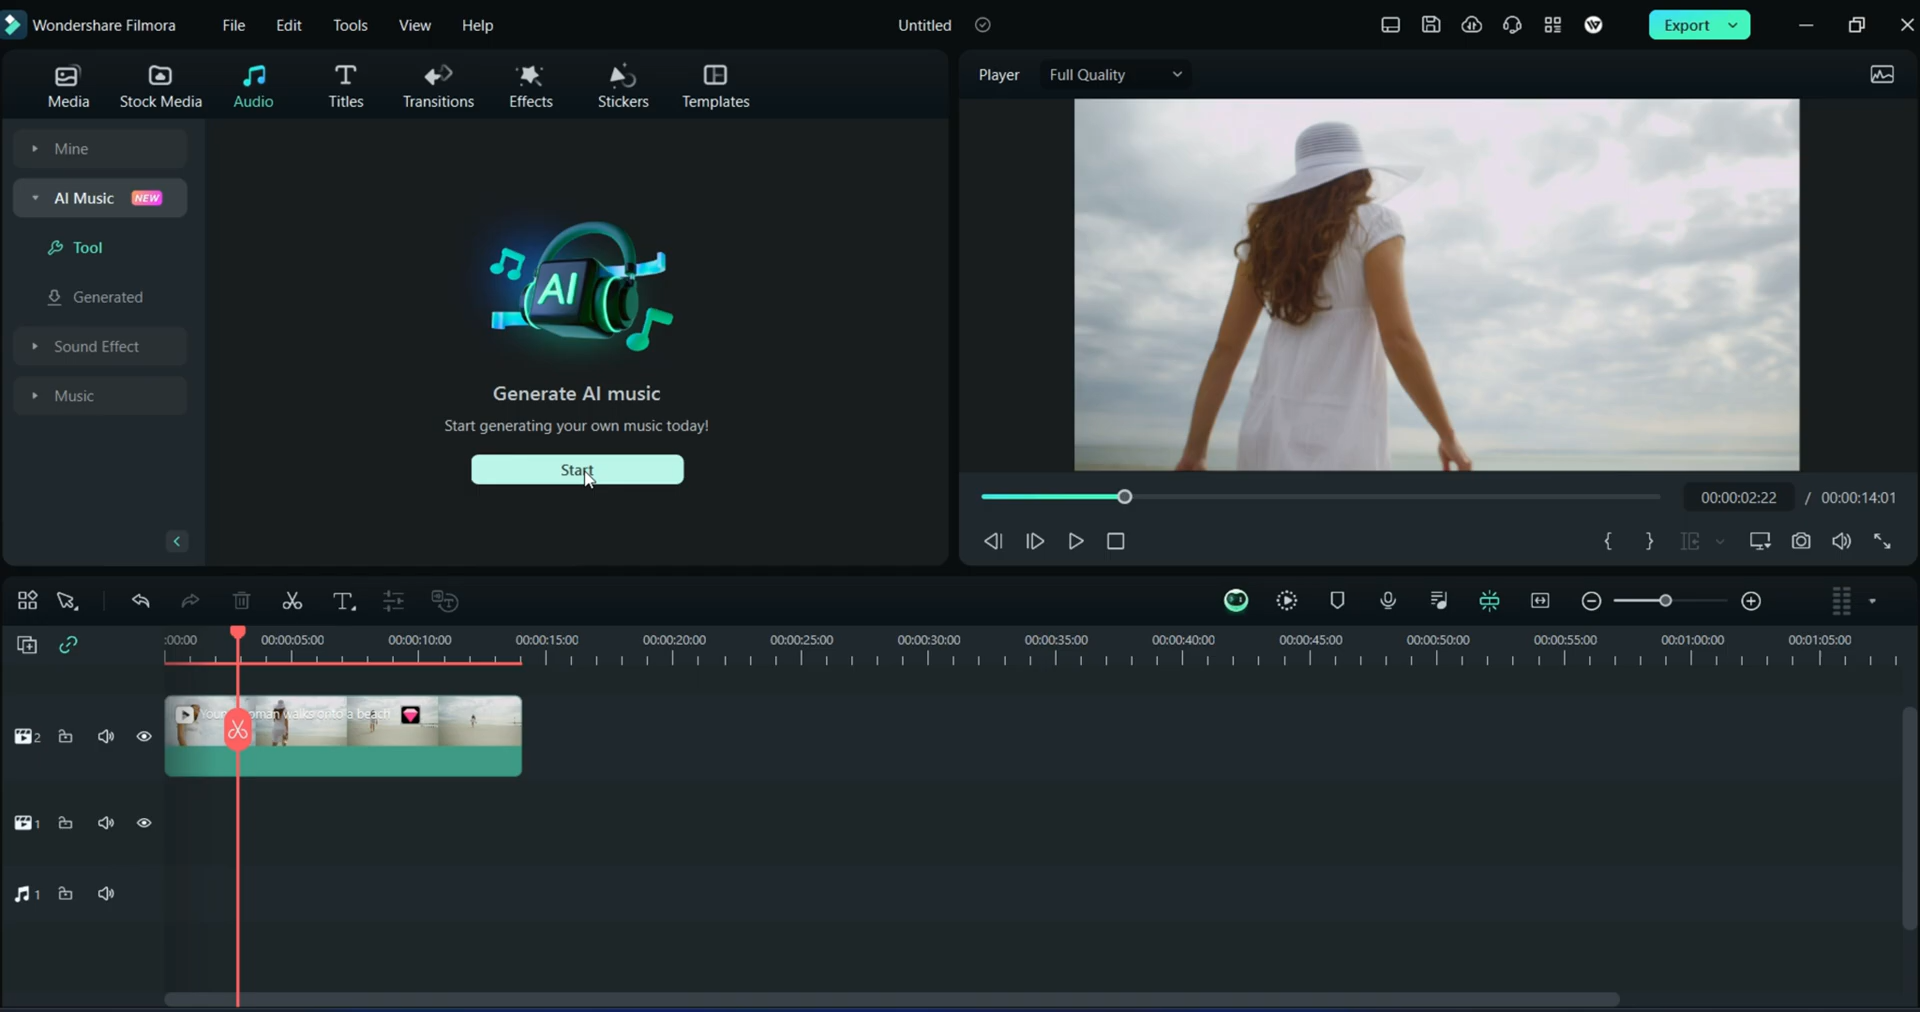 Wondershare Filmora File Edit Tools View Help Untitled Export
Media Stock Media Audio Titles Transitions Effects Stickers Templates
Player Full Quality
Mine
AI Music NEW
Tool
Generated
Sound Effect
Music
AI
Generate AI music
Start generating your own music today!
Start
00:00:02:22 / 00:00:14:01
:00:00 00:00:05:00 00:00:10:00 00:00:15:00 00:00:20:00 00:00:25:00 00:00:30:00 00:00:35:00 00:00:40:00 00:00:45:00 00:00:50:00 00:00:55:00 00:01:00:00 00:01:05:00
walks onto a beach
2
1
1